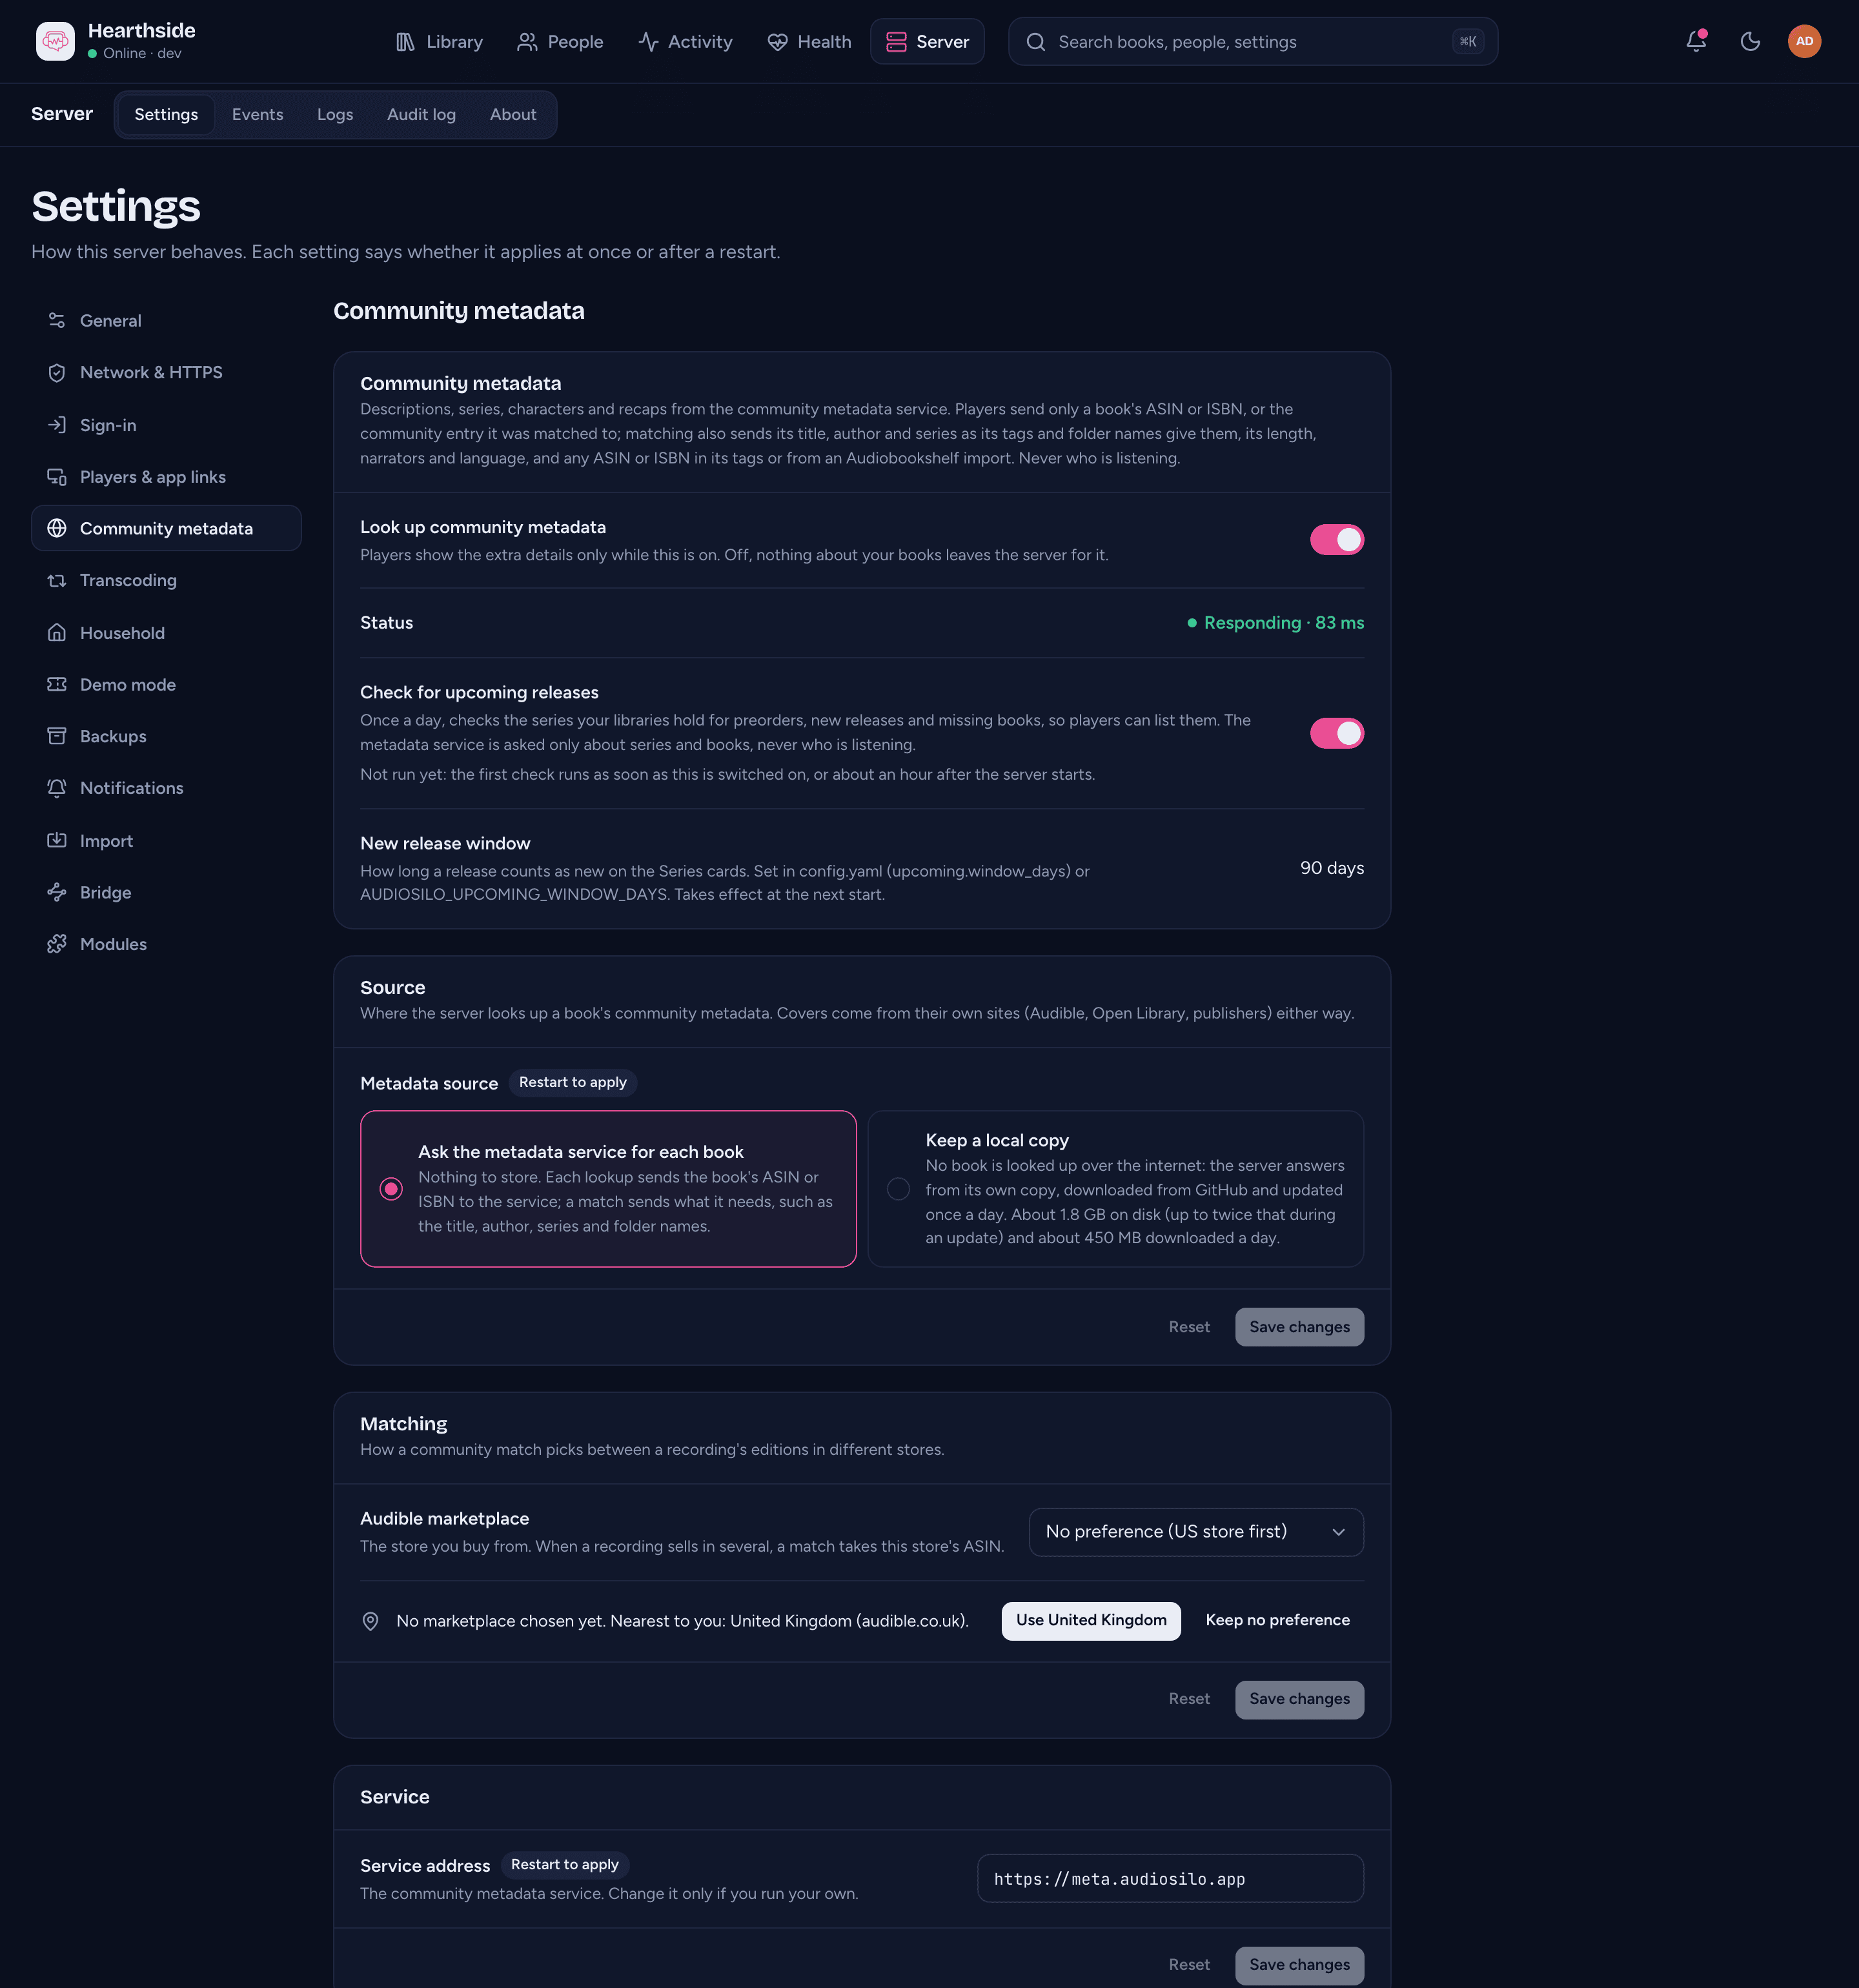 Hearthside
Online · dev
Library
People
Activity
Health
Server
Search books, people, settings
⌘K
AD
Server
Settings
Events
Logs
Audit log
About
Settings
How this server behaves. Each setting says whether it applies at once or after a restart.
General
Network & HTTPS
Sign-in
Players & app links
Community metadata
Transcoding
Household
Demo mode
Backups
Notifications
Import
Bridge
Modules
Community metadata
Community metadata
Descriptions, series, characters and recaps from the community metadata service. Players send only a book's ASIN or ISBN, or the
community entry it was matched to; matching also sends its title, author and series as its tags and folder names give them, its length,
narrators and language, and any ASIN or ISBN in its tags or from an Audiobookshelf import. Never who is listening.
Look up community metadata
Players show the extra details only while this is on. Off, nothing about your books leaves the server for it.
Status
Responding · 83 ms
Check for upcoming releases
Once a day, checks the series your libraries hold for preorders, new releases and missing books, so players can list them. The
metadata service is asked only about series and books, never who is listening.
Not run yet: the first check runs as soon as this is switched on, or about an hour after the server starts.
New release window
How long a release counts as new on the Series cards. Set in config.yaml (upcoming.window_days) or
AUDIOSILO_UPCOMING_WINDOW_DAYS. Takes effect at the next start.
90 days
Source
Where the server looks up a book's community metadata. Covers come from their own sites (Audible, Open Library, publishers) either way.
Metadata source
Restart to apply
Ask the metadata service for each book
Nothing to store. Each lookup sends the book's ASIN or
ISBN to the service; a match sends what it needs, such as
the title, author, series and folder names.
Keep a local copy
No book is looked up over the internet: the server answers
from its own copy, downloaded from GitHub and updated
once a day. About 1.8 GB on disk (up to twice that during
an update) and about 450 MB downloaded a day.
Reset
Save changes
Matching
How a community match picks between a recording's editions in different stores.
Audible marketplace
The store you buy from. When a recording sells in several, a match takes this store's ASIN.
No preference (US store first)
No marketplace chosen yet. Nearest to you: United Kingdom (audible.co.uk).
Use United Kingdom
Keep no preference
Reset
Save changes
Service
Service address
Restart to apply
The community metadata service. Change it only if you run your own.
https://meta.audiosilo.app
Reset
Save changes